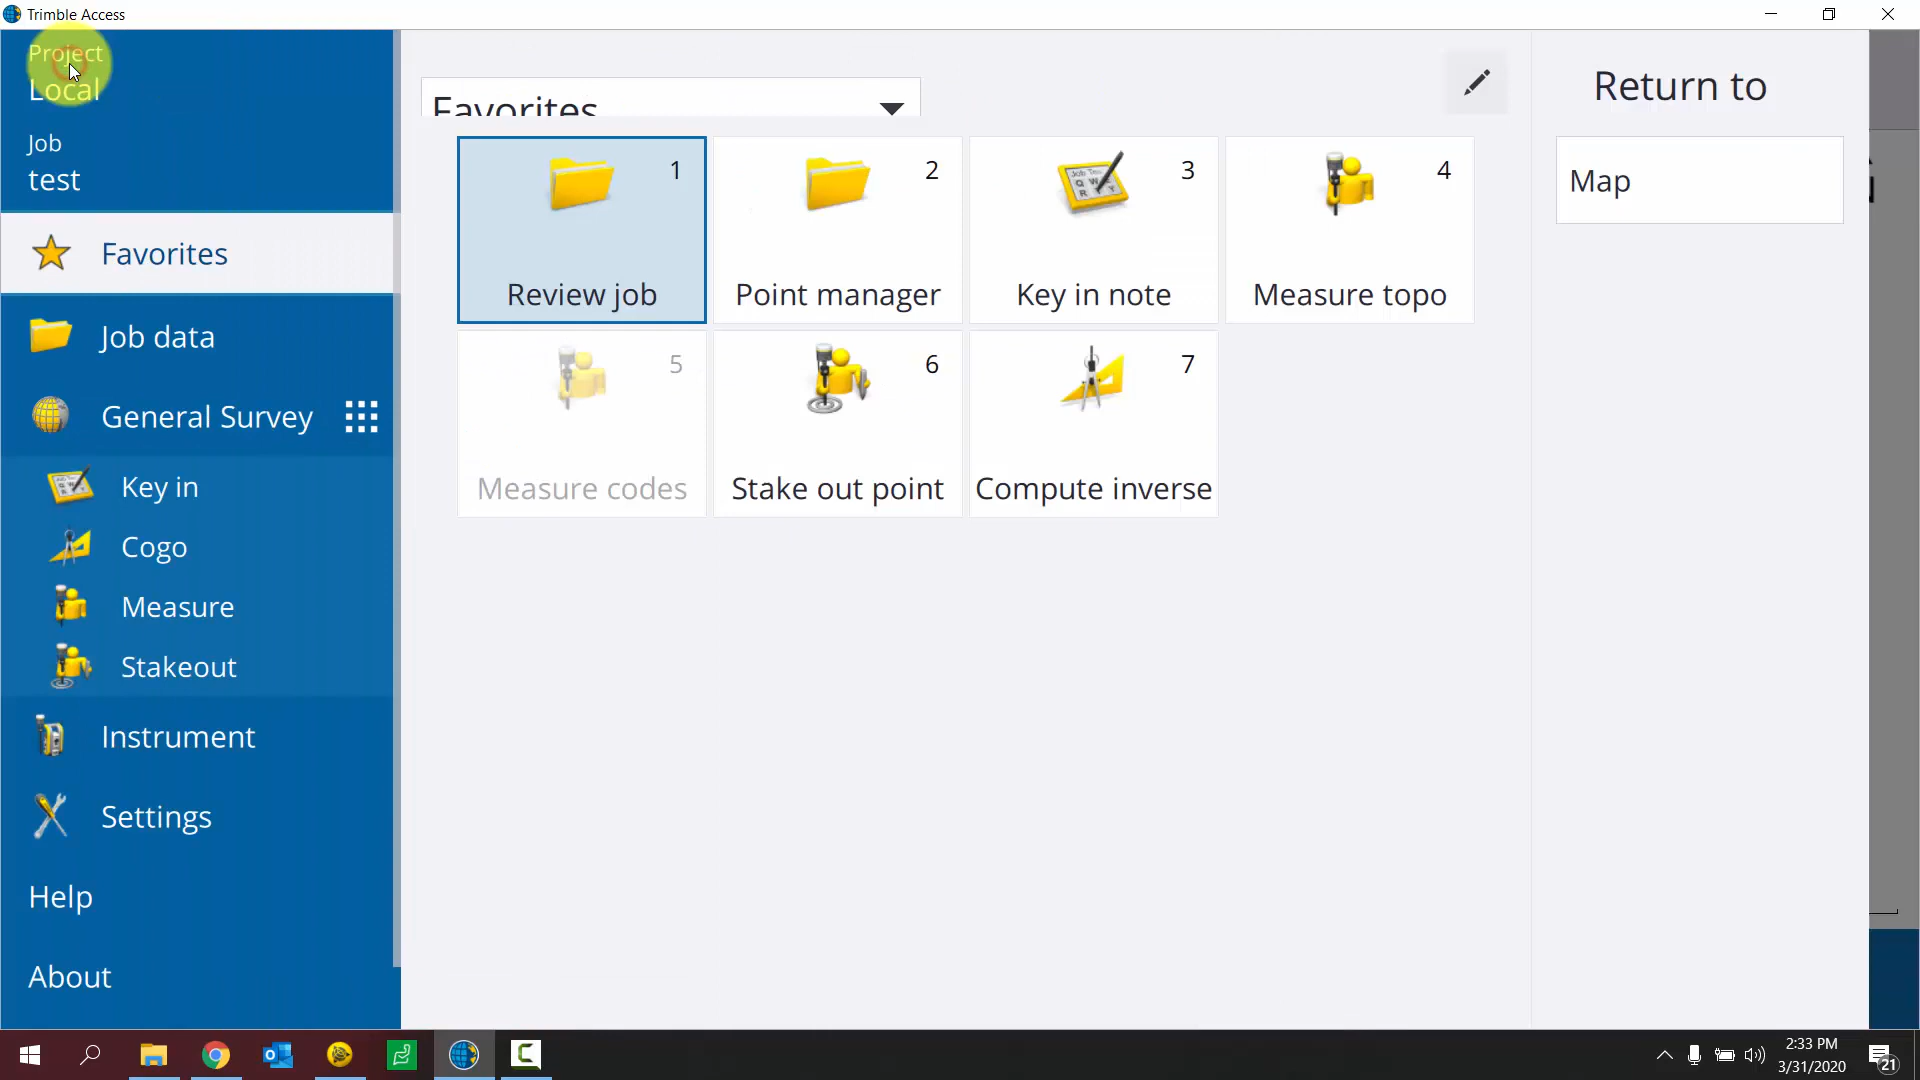 Trimble Access
Project
Local
Job
test
Favorites
Job data
General Survey
Key in
Cogo
Measure
Stakeout
Instrument
Settings
Help
About
Favorites
1
Review job
2
Point manager
3
Key in note
4
Measure topo
5
Measure codes
6
Stake out point
7
Compute inverse
Return to
Map
2:33 PM
3/31/2020
21